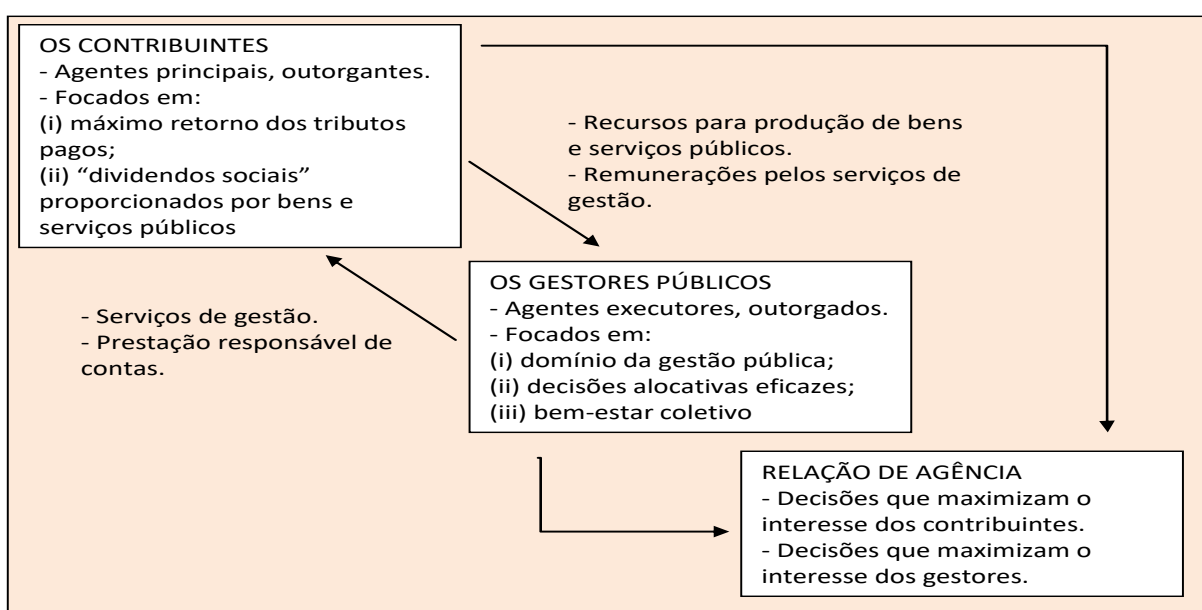 OS CONTRIBUINTES
- Agentes principais, outorgantes.
- Focados em:
(i) máximo retorno dos tributos
pagos;
(ii) “dividendos sociais”
proporcionados por bens e
serviços públicos
- Recursos para produção de bens
e serviços públicos.
- Remunerações pelos serviços de
gestão.
- Serviços de gestão.
- Prestação responsável de
contas.
OS GESTORES PÚBLICOS
- Agentes executores, outorgados.
- Focados em:
(i) domínio da gestão pública;
(ii) decisões alocativas eficazes;
(iii) bem-estar coletivo
RELAÇÃO DE AGÊNCIA
- Decisões que maximizam o
interesse dos contribuintes.
- Decisões que maximizam o
interesse dos gestores.